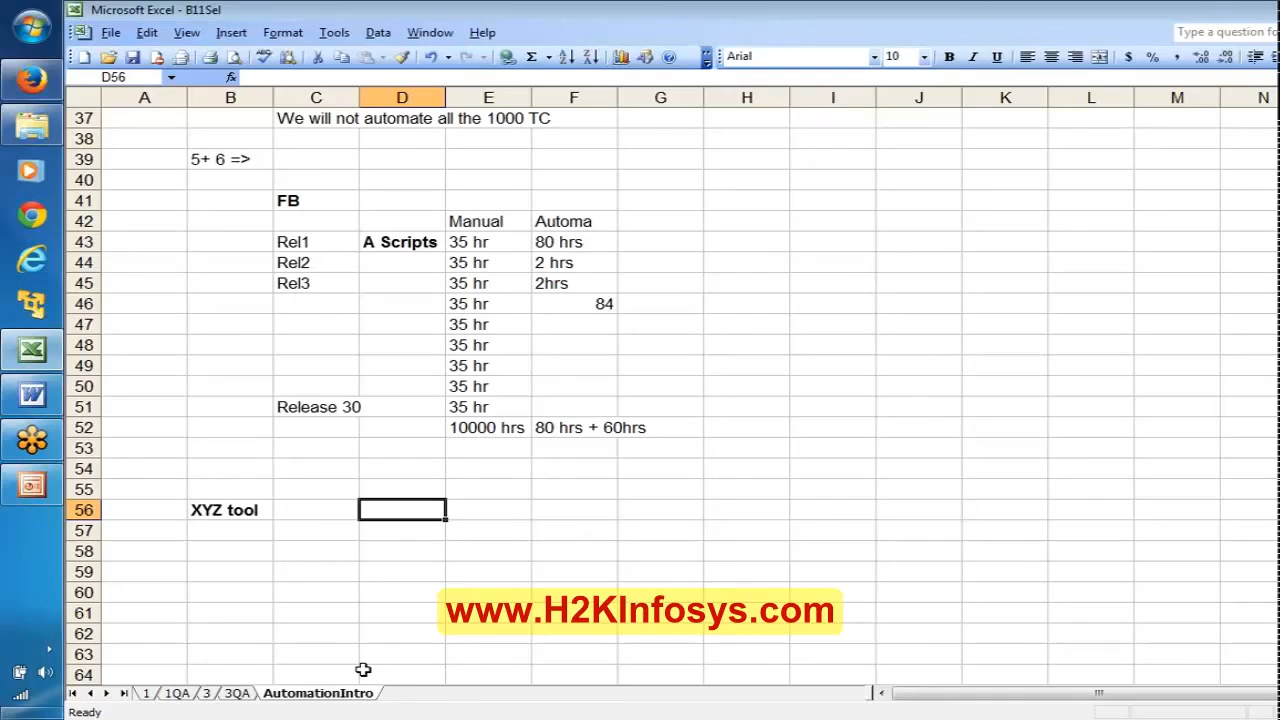 Microsoft Excel - B11Sel
File Edit View Insert Format Tools Data Window Help
Type a question fo
Arial 10 B I U $ % ,
D56 fx
A B C D E F G H I J K L M N
37 We will not automate all the 1000 TC
38
39 5+ 6 =>
40
41 FB
42 Manual Automa
43 Rel1 A Scripts 35 hr 80 hrs
44 Rel2 35 hr 2 hrs
45 Rel3 35 hr 2hrs
46 35 hr 84
47 35 hr
48 35 hr
49 35 hr
50 35 hr
51 Release 30 35 hr
52 10000 hrs 80 hrs + 60hrs
53
54
55
56 XYZ tool
57
58
59
60
61
62
63
64
www.H2KInfosys.com
1 1QA 3 3QA AutomationIntro
Ready